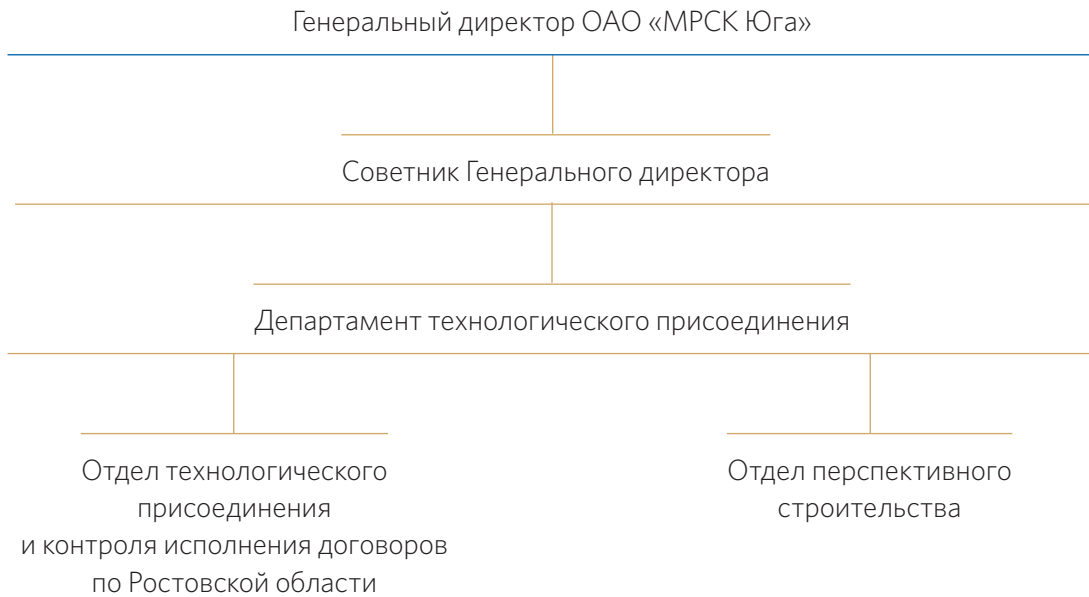 Генеральный директор ОАО «МРСК Юга»
Советник Генерального директора
Департамент технологического присоединения
Отдел технологического
присоединения
и контроля исполнения договоров
по Ростовской области
Отдел перспективного
строительства